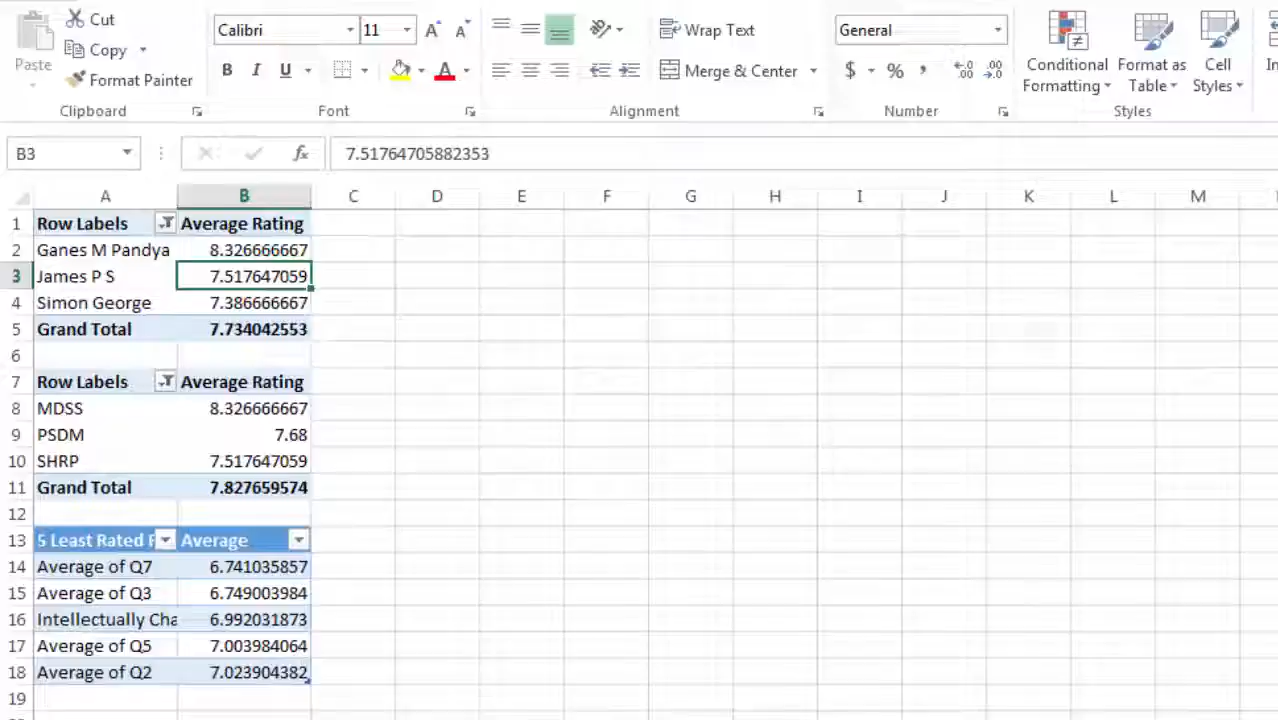 Cut
Copy
Format Painter
Paste
Clipboard
Calibri 11 A A
B I U A
Font
Wrap Text
Merge & Center
Alignment
General
$ % ,
.00 .0
Number
Conditional Formatting
Format as Table
Cell Styles
Styles
B3 fx 7.51764705882353
A B C D E F G H I J K L M
1 Row Labels Average Rating
2 Ganes M Pandya 8.326666667
3 James P S 7.517647059
4 Simon George 7.386666667
5 Grand Total 7.734042553
6
7 Row Labels Average Rating
8 MDSS 8.326666667
9 PSDM 7.68
10 SHRP 7.517647059
11 Grand Total 7.827659574
12
13 5 Least Rated Average
14 Average of Q7 6.741035857
15 Average of Q3 6.749003984
16 Intellectually Cha 6.992031873
17 Average of Q5 7.003984064
18 Average of Q2 7.023904382
19